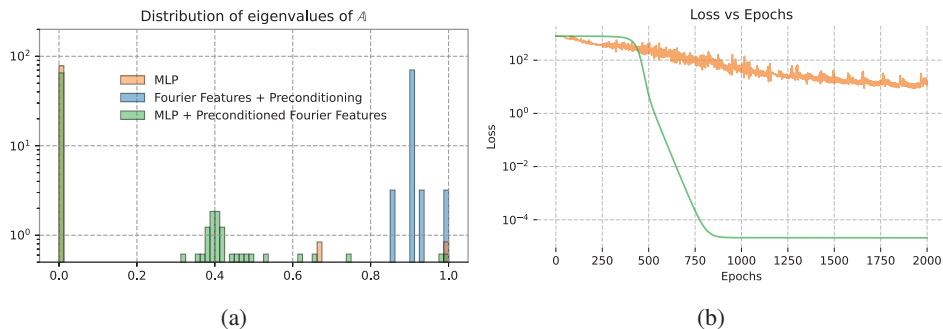 Distribution of eigenvalues of 𝔸
10²
10¹
10⁰
MLP
Fourier Features + Preconditioning
MLP + Preconditioned Fourier Features
0.0 0.2 0.4 0.6 0.8 1.0
(a)
Loss vs Epochs
Loss
10²
10⁰
10⁻²
10⁻⁴
0 250 500 750 1000 1250 1500 1750 2000
Epochs
(b)